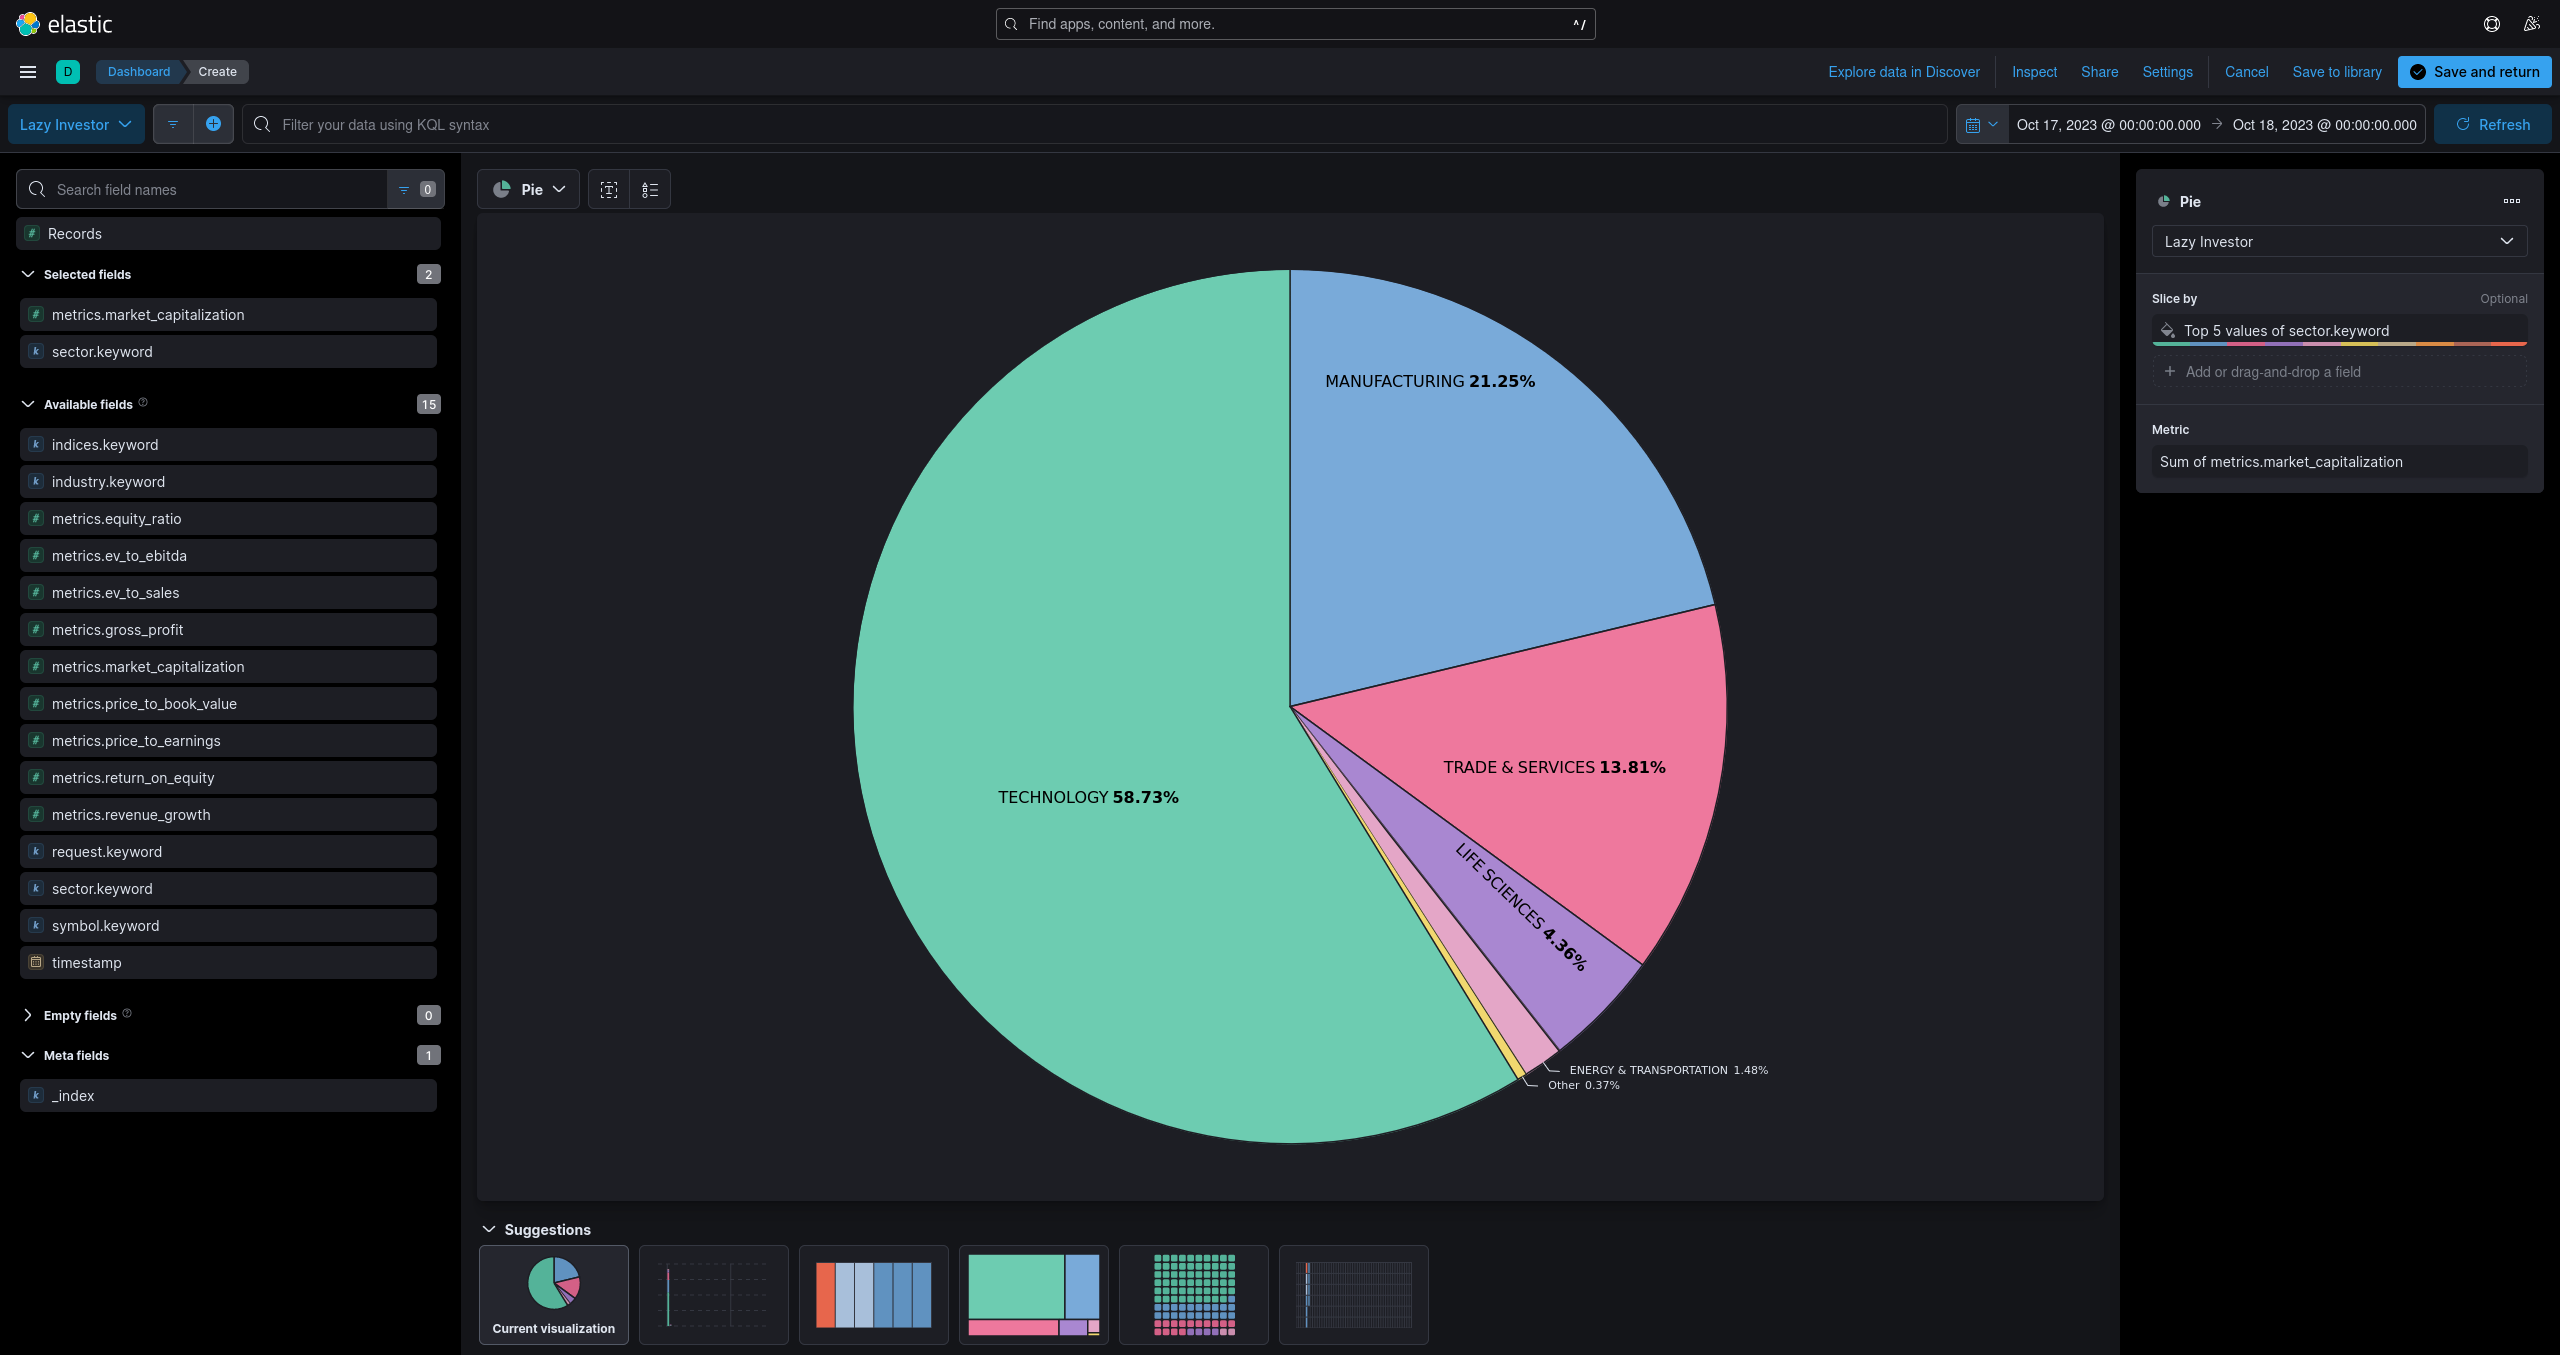 elastic
Find apps, content, and more.
^/
D
Dashboard
Create
Explore data in Discover
Inspect
Share
Settings
Cancel
Save to library
Save and return
Lazy Investor
Filter your data using KQL syntax
Oct 17, 2023 @ 00:00:00.000
→
Oct 18, 2023 @ 00:00:00.000
Refresh
Search field names
0
# Records
Selected fields
2
# metrics.market_capitalization
k sector.keyword
Available fields
15
k indices.keyword
k industry.keyword
# metrics.equity_ratio
# metrics.ev_to_ebitda
# metrics.ev_to_sales
# metrics.gross_profit
# metrics.market_capitalization
# metrics.price_to_book_value
# metrics.price_to_earnings
# metrics.return_on_equity
# metrics.revenue_growth
k request.keyword
k sector.keyword
k symbol.keyword
timestamp
Empty fields
0
Meta fields
1
k _index
Pie
MANUFACTURING 21.25%
TRADE & SERVICES 13.81%
TECHNOLOGY 58.73%
LIFE SCIENCES 4.36%
ENERGY & TRANSPORTATION 1.48%
Other 0.37%
Suggestions
Current visualization
Pie
Lazy Investor
Slice by
Optional
Top 5 values of sector.keyword
+ Add or drag-and-drop a field
Metric
Sum of metrics.market_capitalization